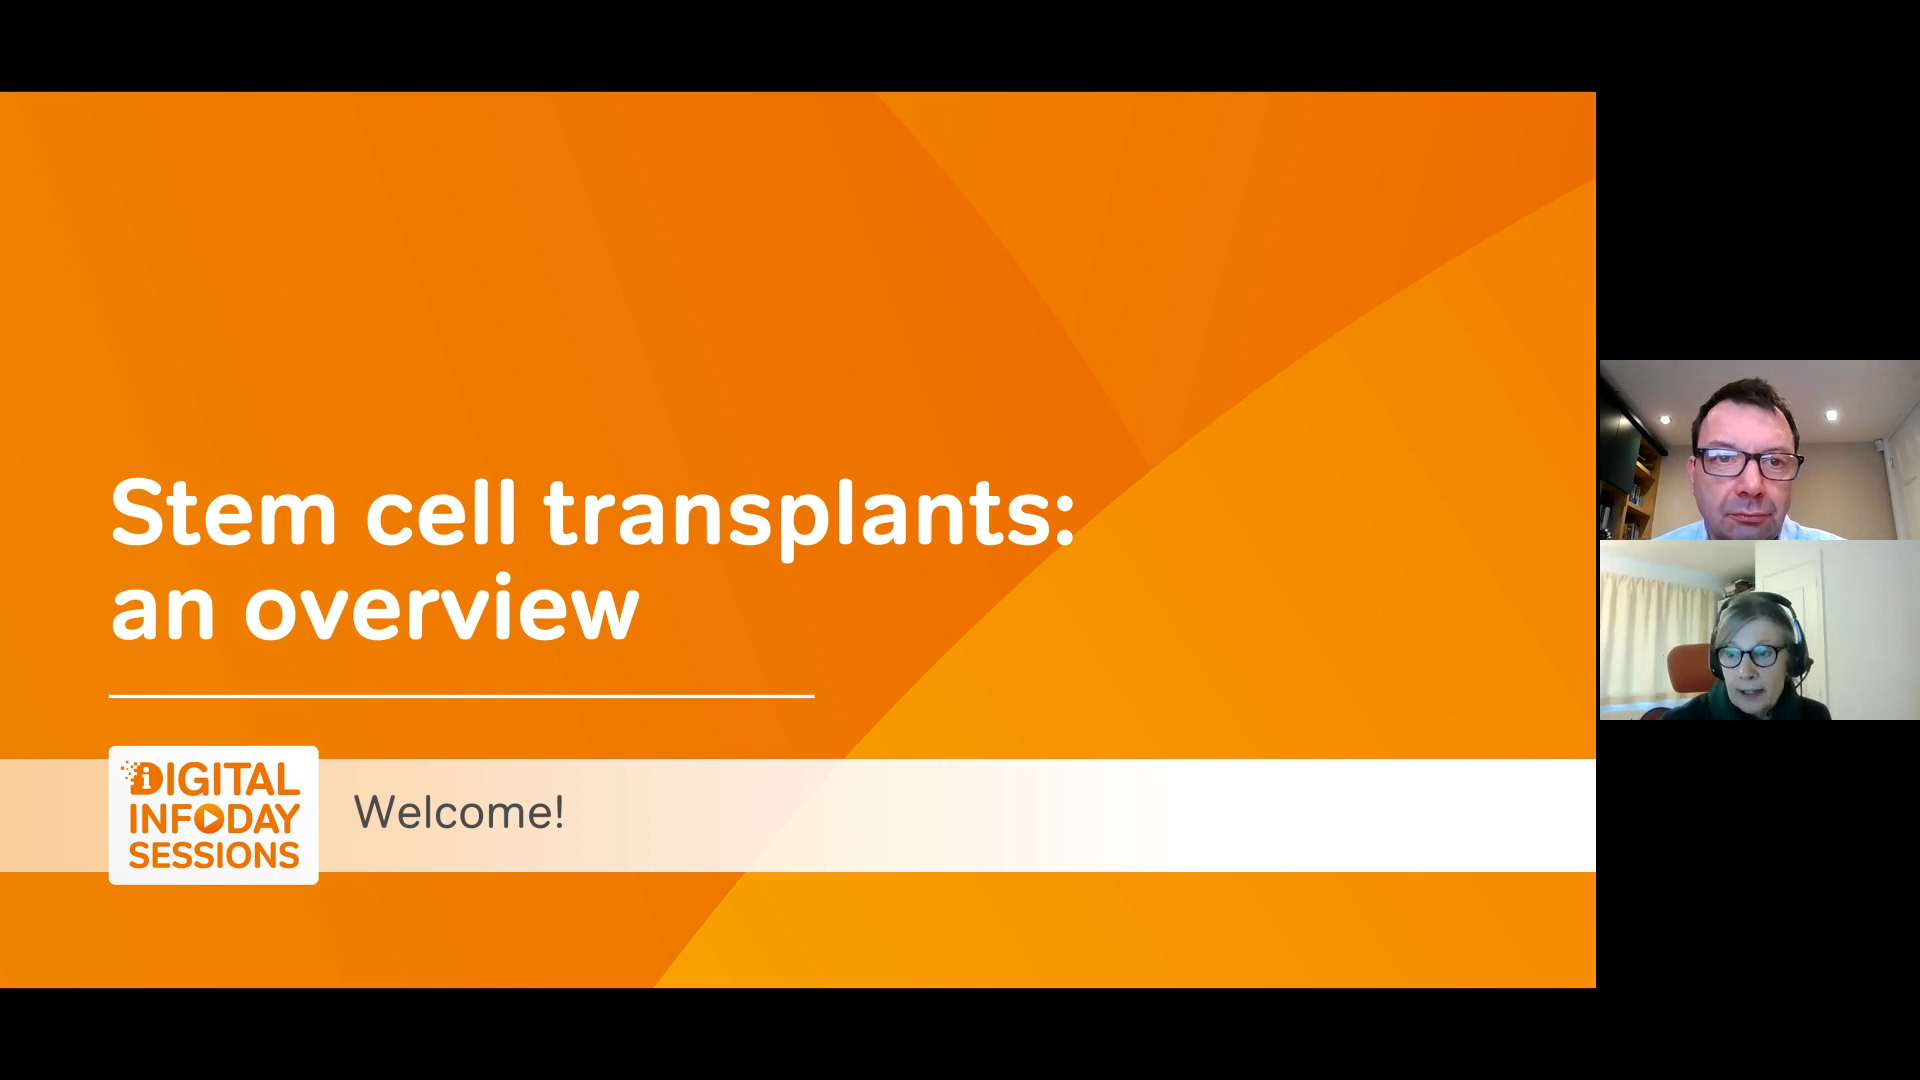 Stem cell transplants:
an overview
DIGITAL
INFODAY
SESSIONS
Welcome!